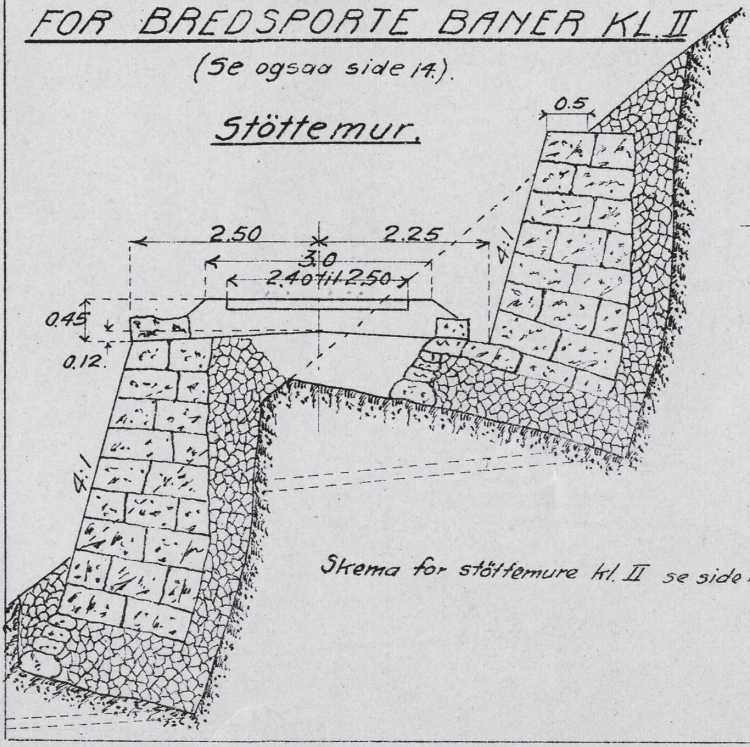 FOR BREDSPORTE BANER KL. II
(Se ogsaa side 14.).
Stöttemur.
0.5
2.50
2.25
3.0
2.40 til 2.50
4:1
0.45
0.12.
4:1
Skema for stöttemure kl. II se side